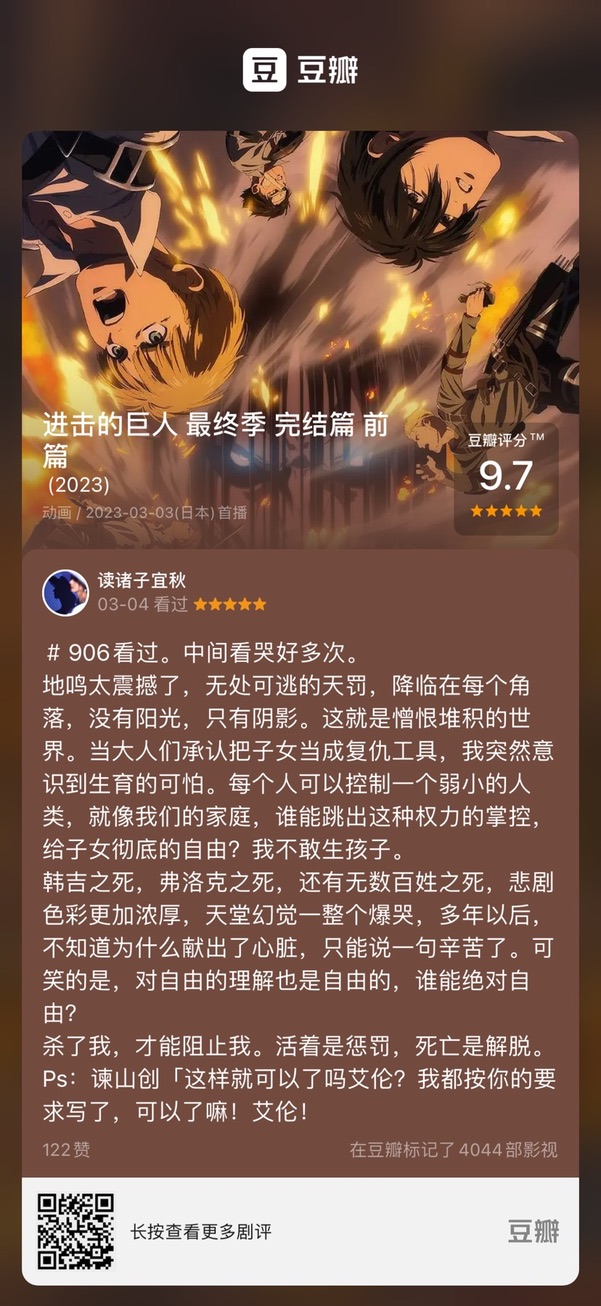 豆 豆瓣
进击的巨人 最终季 完结篇 前
篇
(2023)
动画 / 2023-03-03(日本)首播
豆瓣评分™
9.7
读诸子宜秋
03-04 看过
# 906看过。中间看哭好多次。
地鸣太震撼了，无处可逃的天罚，降临在每个角
落，没有阳光，只有阴影。这就是憎恨堆积的世
界。当大人们承认把子女当成复仇工具，我突然意
识到生育的可怕。每个人可以控制一个弱小的人
类，就像我们的家庭，谁能跳出这种权力的掌控，
给子女彻底的自由？我不敢生孩子。
韩吉之死，弗洛克之死，还有无数百姓之死，悲剧
色彩更加浓厚，天堂幻觉一整个爆哭，多年以后，
不知道为什么献出了心脏，只能说一句辛苦了。可
笑的是，对自由的理解也是自由的，谁能绝对自
由？
杀了我，才能阻止我。活着是惩罚，死亡是解脱。
Ps：谏山创「这样就可以了吗艾伦？我都按你的要
求写了，可以了嘛！艾伦！
122赞
在豆瓣标记了4044部影视
长按查看更多剧评
豆瓣